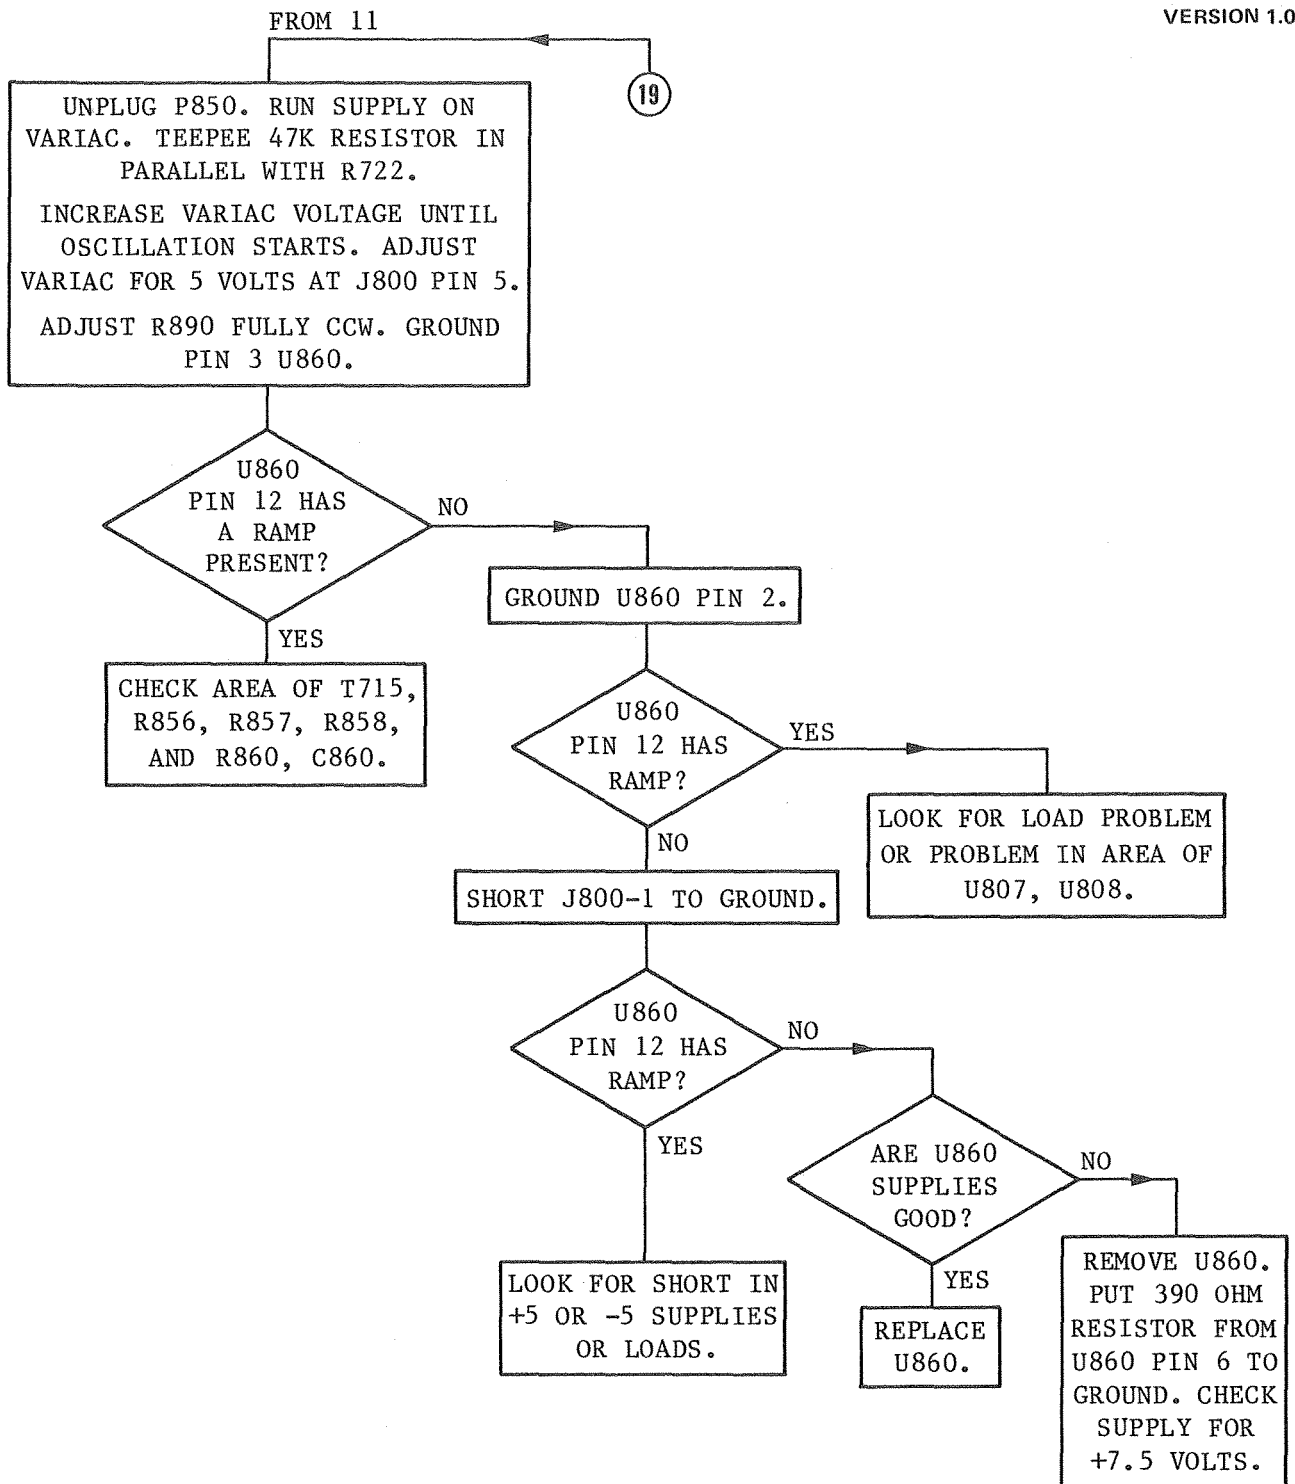 VERSION 1.0
FROM 11
19
UNPLUG P850. RUN SUPPLY ON
VARIAC. TEEPEE 47K RESISTOR IN
PARALLEL WITH R722.
INCREASE VARIAC VOLTAGE UNTIL
OSCILLATION STARTS. ADJUST
VARIAC FOR 5 VOLTS AT J800 PIN 5.
ADJUST R890 FULLY CCW. GROUND
PIN 3 U860.
U860
PIN 12 HAS
A RAMP
PRESENT?
NO
YES
CHECK AREA OF T715,
R856, R857, R858,
AND R860, C860.
GROUND U860 PIN 2.
U860
PIN 12 HAS
RAMP?
YES
LOOK FOR LOAD PROBLEM
OR PROBLEM IN AREA OF
U807, U808.
NO
SHORT J800-1 TO GROUND.
U860
PIN 12 HAS
RAMP?
NO
YES
LOOK FOR SHORT IN
+5 OR -5 SUPPLIES
OR LOADS.
ARE U860
SUPPLIES
GOOD?
NO
YES
REPLACE
U860.
REMOVE U860.
PUT 390 OHM
RESISTOR FROM
U860 PIN 6 TO
GROUND. CHECK
SUPPLY FOR
+7.5 VOLTS.